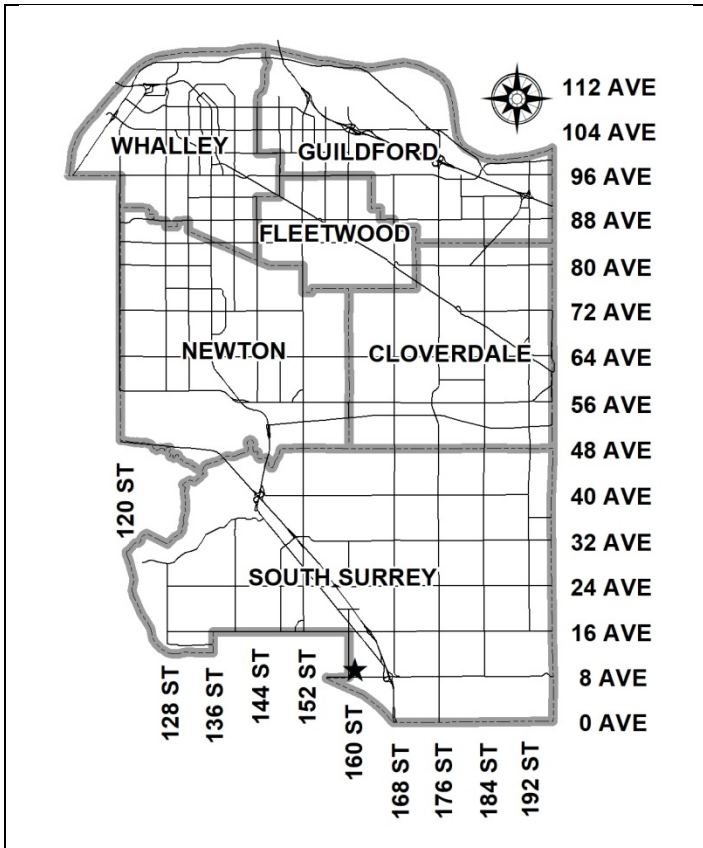 112 AVE
104 AVE
WHALLEY
GUILDFORD
96 AVE
88 AVE
FLEETWOOD
80 AVE
72 AVE
NEWTON
CLOVERDALE
64 AVE
56 AVE
48 AVE
120 ST
40 AVE
32 AVE
SOUTH SURREY
24 AVE
16 AVE
128 ST
136 ST
144 ST
152 ST
160 ST
8 AVE
0 AVE
168 ST
176 ST
184 ST
192 ST